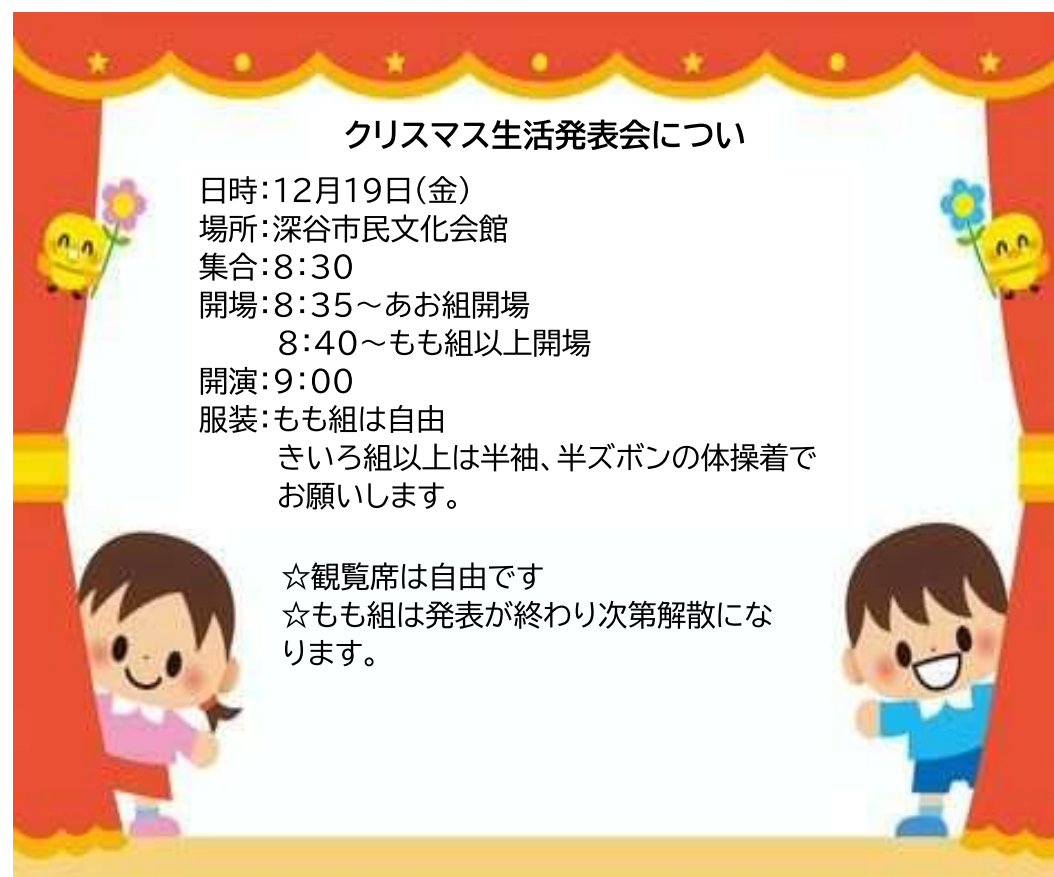 クリスマス生活発表会につい
日時：12月19日（金）
場所：深谷市民文化会館
集合：8：30
開場：8：35～あお組開場
8：40～もも組以上開場
開演：9：00
服装：もも組は自由
きいろ組以上は半袖、半ズボンの体操着で
お願いします。
☆観覧席は自由です
☆もも組は発表が終わり次第解散にな
ります。